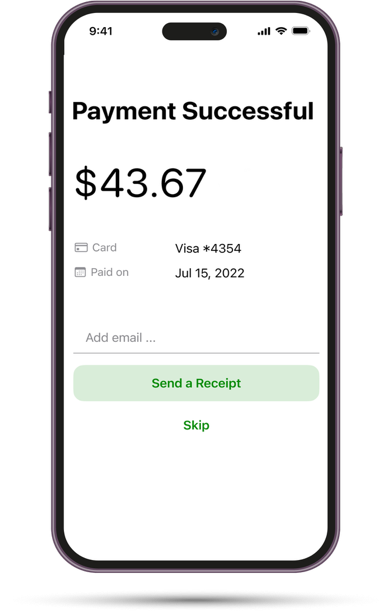 9:41
Payment Successful
$43.67
Card Visa *4354
Paid on Jul 15, 2022
Add email ...
Send a Receipt
Skip